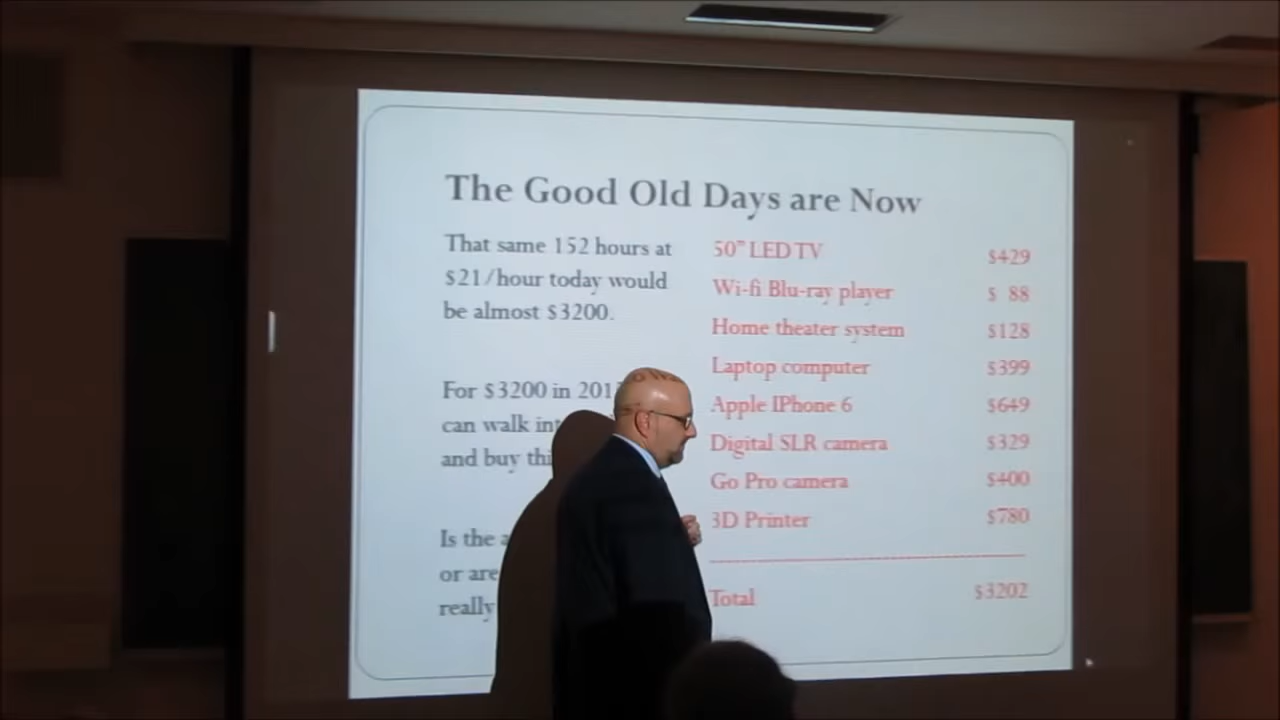 The Good Old Days are Now
That same 152 hours at
$21/hour today would
be almost $3200.
For $3200 in
can walk
and buy
Is the
or are
really
50" LED TV $429
Wi-fi Blu-ray player $ 88
Home theater system $128
Laptop computer $399
Apple IPhone 6 $649
Digital SLR camera $329
Go Pro camera $400
3D Printer $780
Total $3202